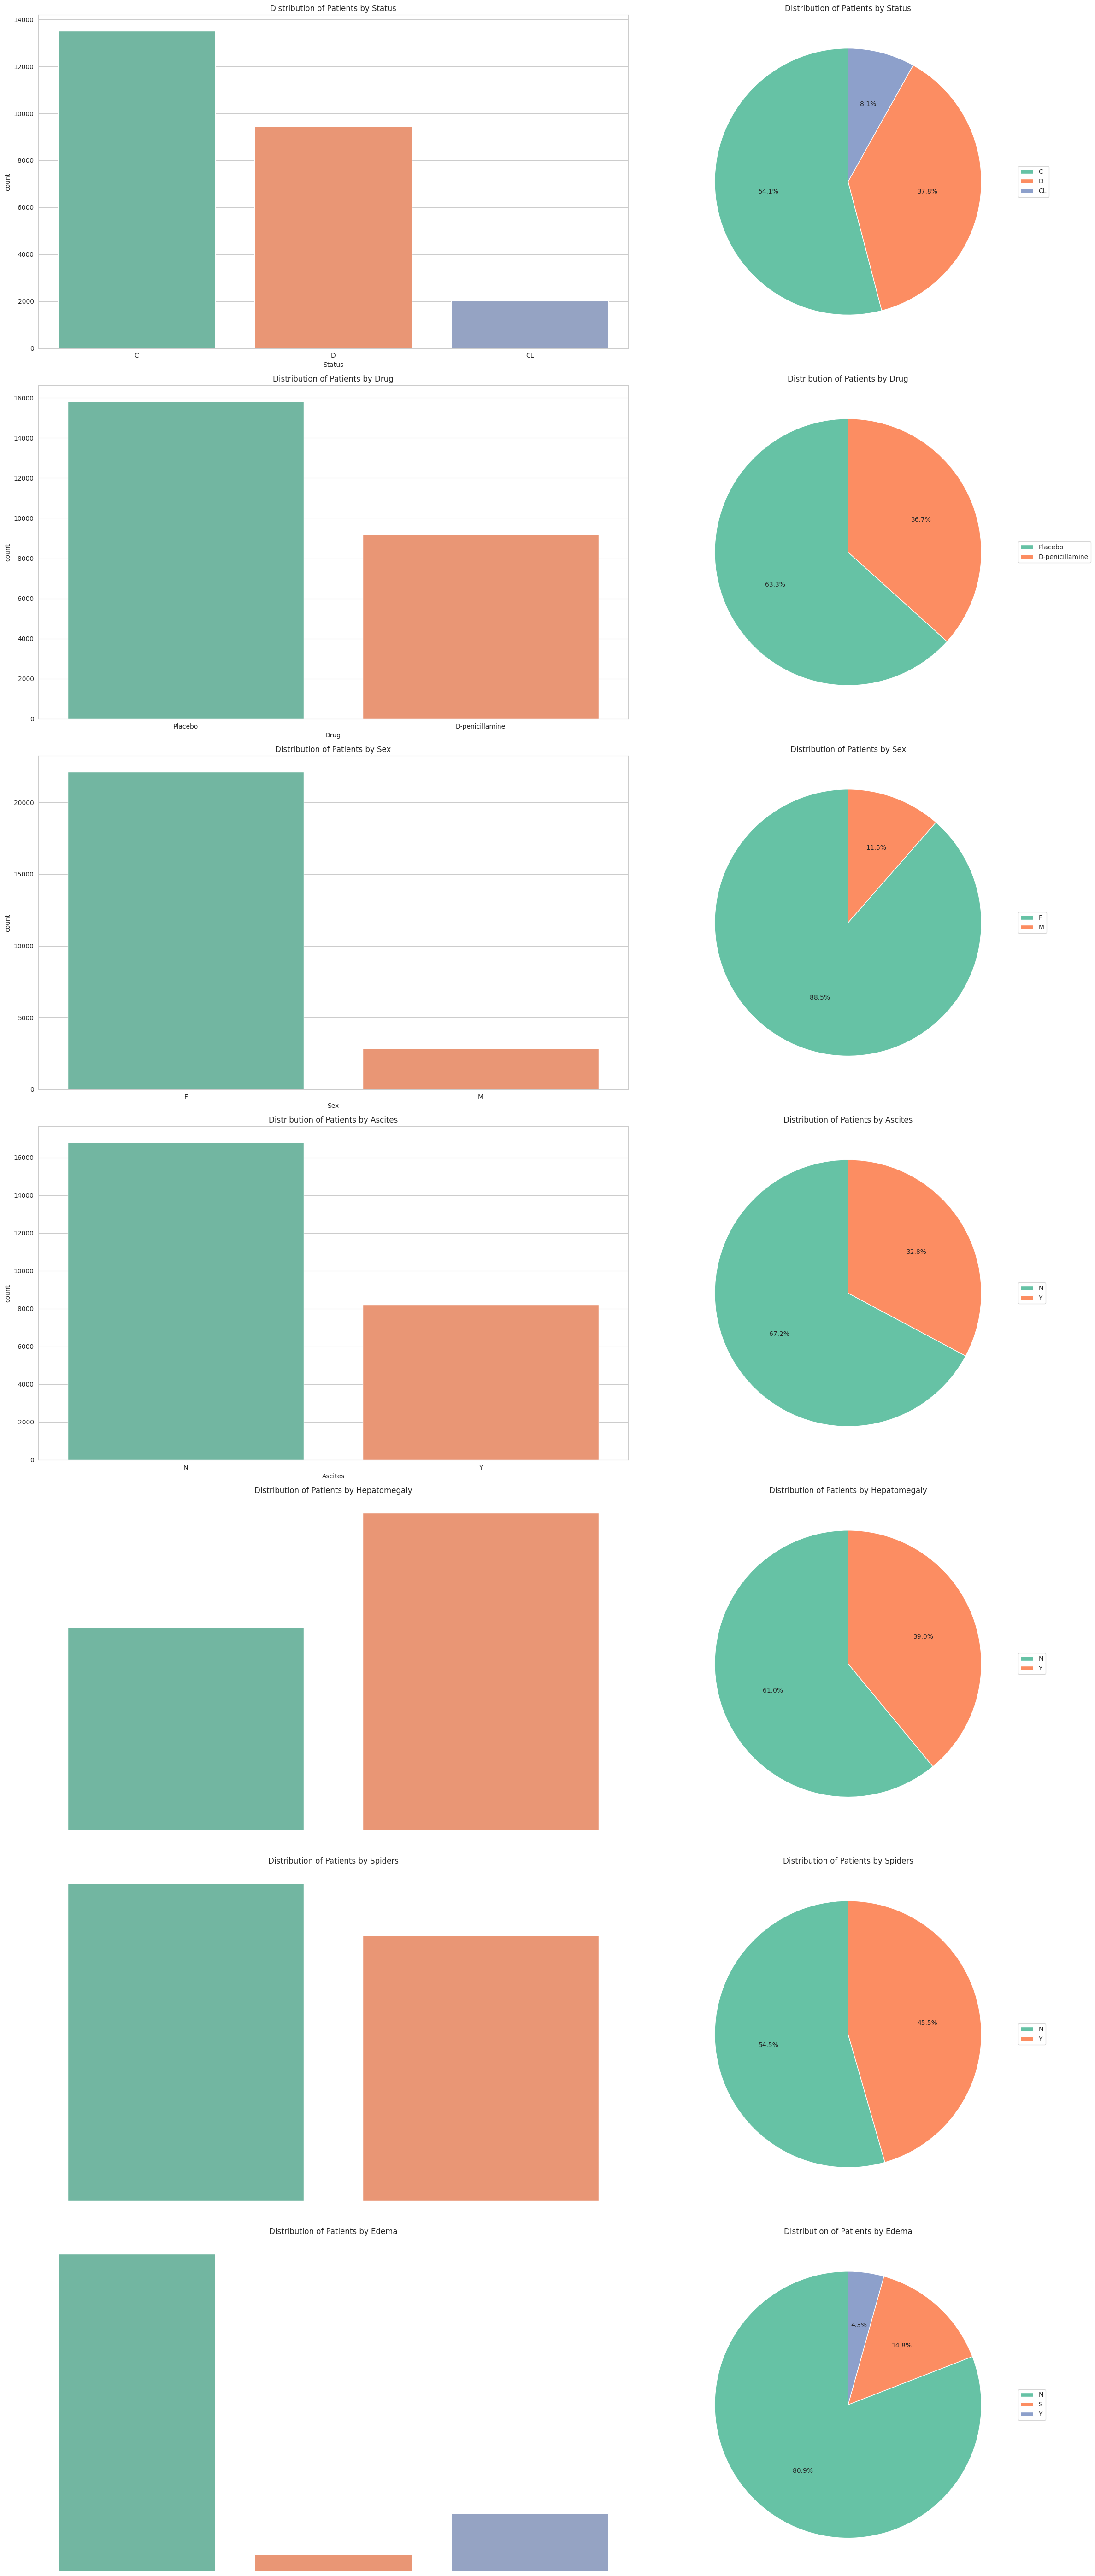 Distribution of Patients by Status
14000
12000
10000
8000
6000
4000
2000
0
count
C
D
CL
Status
Distribution of Patients by Status
8.1%
54.1%
37.8%
C
D
CL
Distribution of Patients by Drug
16000
14000
12000
10000
8000
6000
4000
2000
0
count
Placebo
D-penicillamine
Drug
Distribution of Patients by Drug
36.7%
63.3%
Placebo
D-penicillamine
Distribution of Patients by Sex
20000
15000
10000
5000
0
count
F
M
Sex
Distribution of Patients by Sex
11.5%
88.5%
F
M
Distribution of Patients by Ascites
16000
14000
12000
10000
8000
6000
4000
2000
0
count
N
Y
Ascites
Distribution of Patients by Ascites
32.8%
67.2%
N
Y
Distribution of Patients by Hepatomegaly
Distribution of Patients by Hepatomegaly
39.0%
61.0%
N
Y
Distribution of Patients by Spiders
Distribution of Patients by Spiders
45.5%
54.5%
N
Y
Distribution of Patients by Edema
Distribution of Patients by Edema
4.3%
14.8%
80.9%
N
S
Y